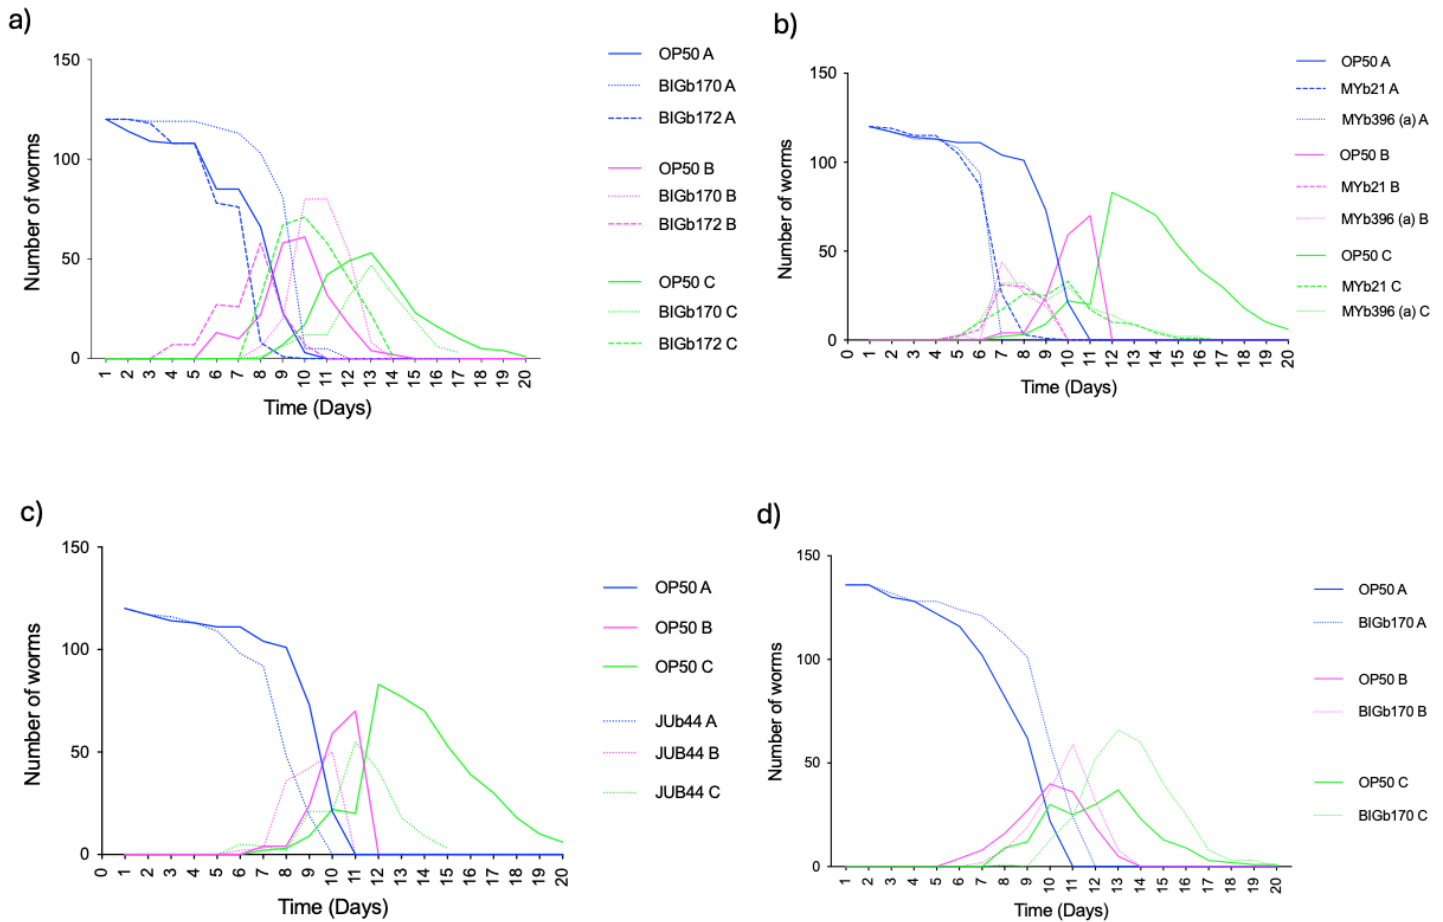 a)
150
100
50
0
Number of worms
1 2 3 4 5 6 7 8 9 10 11 12 13 14 15 16 17 18 19 20
Time (Days)
OP50 A
BIGb170 A
BIGb172 A
OP50 B
BIGb170 B
BIGb172 B
OP50 C
BIGb170 C
BIGb172 C
b)
150
100
50
0
Number of worms
0 1 2 3 4 5 6 7 8 9 10 11 12 13 14 15 16 17 18 19 20
Time (Days)
OP50 A
MYb21 A
MYb396 (a) A
OP50 B
MYb21 B
MYb396 (a) B
OP50 C
MYb21 C
MYb396 (a) C
c)
150
100
50
0
Number of worms
0 1 2 3 4 5 6 7 8 9 10 11 12 13 14 15 16 17 18 19 20
Time (Days)
OP50 A
OP50 B
OP50 C
JUb44 A
JUB44 B
JUB44 C
d)
150
100
50
0
Number of worms
1 2 3 4 5 6 7 8 9 10 11 12 13 14 15 16 17 18 19 20
Time (Days)
OP50 A
BIGb170 A
OP50 B
BIGb170 B
OP50 C
BIGb170 C